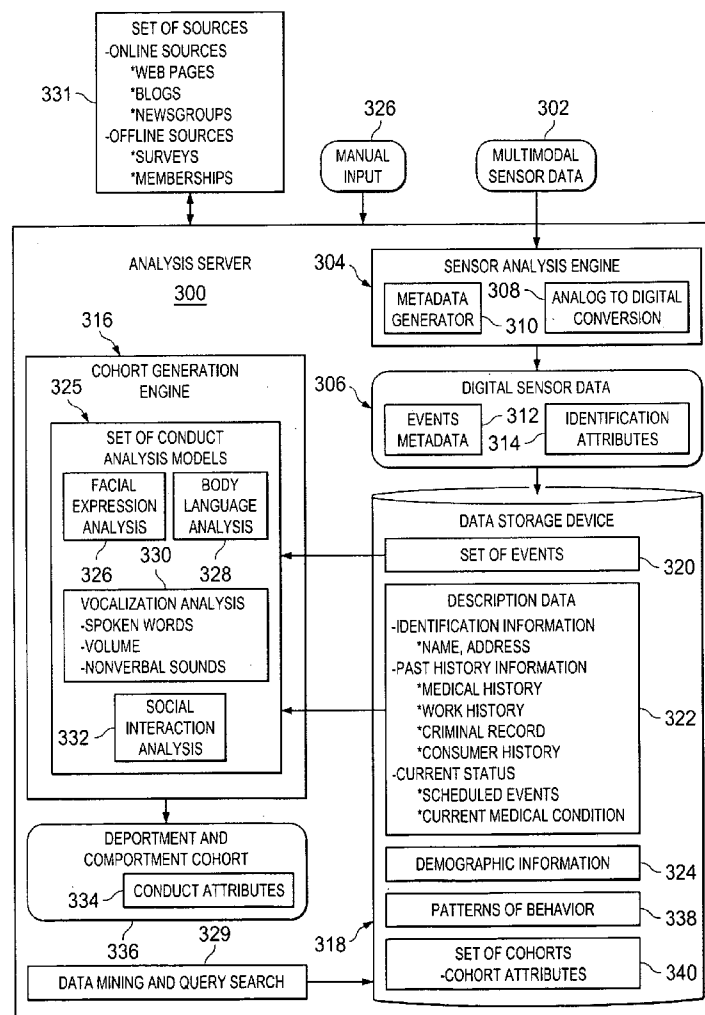 SET OF SOURCES
-ONLINE SOURCES
*WEB PAGES
*BLOGS
*NEWSGROUPS
-OFFLINE SOURCES
*SURVEYS
*MEMBERSHIPS
331
326
MANUAL
INPUT
302
MULTIMODAL
SENSOR DATA
ANALYSIS SERVER
300
304
SENSOR ANALYSIS ENGINE
METADATA
GENERATOR
308
310
ANALOG TO DIGITAL
CONVERSION
306
DIGITAL SENSOR DATA
EVENTS
METADATA
312
314
IDENTIFICATION
ATTRIBUTES
316
COHORT GENERATION
ENGINE
325
SET OF CONDUCT
ANALYSIS MODELS
FACIAL
EXPRESSION
ANALYSIS
326
BODY
LANGUAGE
ANALYSIS
328
330
VOCALIZATION ANALYSIS
-SPOKEN WORDS
-VOLUME
-NONVERBAL SOUNDS
332
SOCIAL
INTERACTION
ANALYSIS
DATA STORAGE DEVICE
SET OF EVENTS
320
DESCRIPTION DATA
-IDENTIFICATION INFORMATION
*NAME, ADDRESS
-PAST HISTORY INFORMATION
*MEDICAL HISTORY
*WORK HISTORY
*CRIMINAL RECORD
*CONSUMER HISTORY
-CURRENT STATUS
*SCHEDULED EVENTS
*CURRENT MEDICAL CONDITION
322
DEMOGRAPHIC INFORMATION
324
PATTERNS OF BEHAVIOR
338
318
SET OF COHORTS
-COHORT ATTRIBUTES
340
DEPORTMENT AND
COMPORTMENT COHORT
334
CONDUCT ATTRIBUTES
336
329
DATA MINING AND QUERY SEARCH